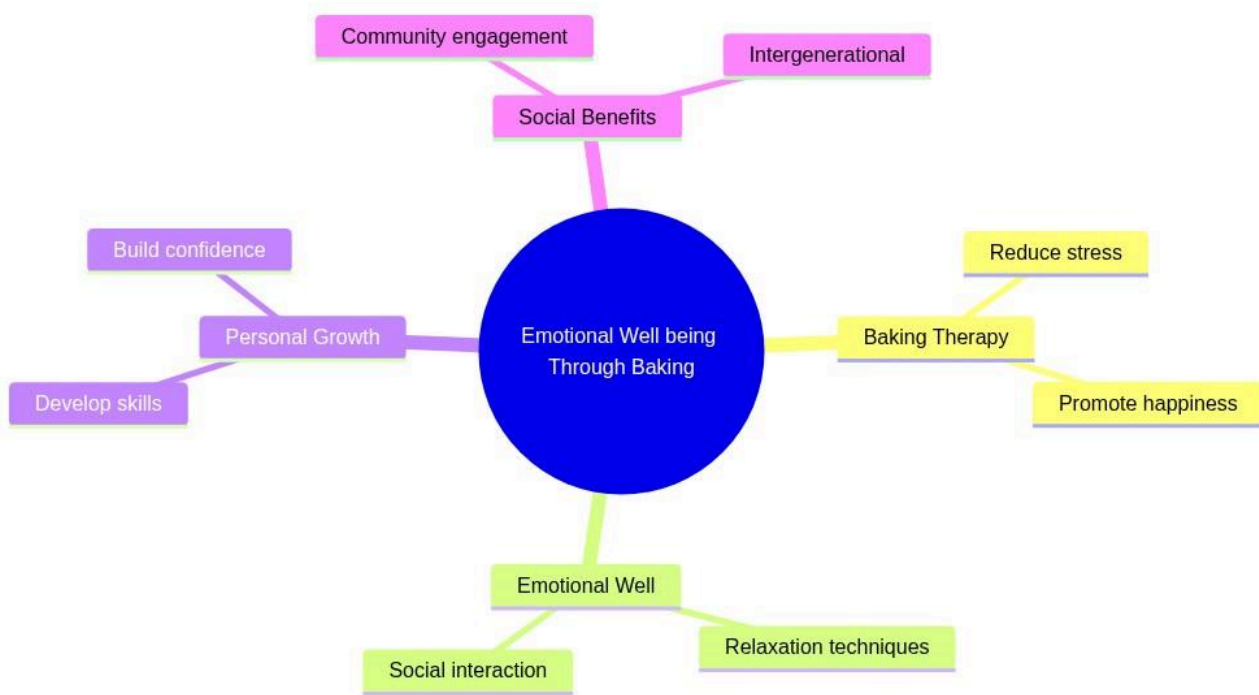 Community engagement
Intergenerational
Social Benefits
Build confidence
Personal Growth
Develop skills
Emotional Well being
Through Baking
Reduce stress
Baking Therapy
Promote happiness
Emotional Well
Social interaction
Relaxation techniques